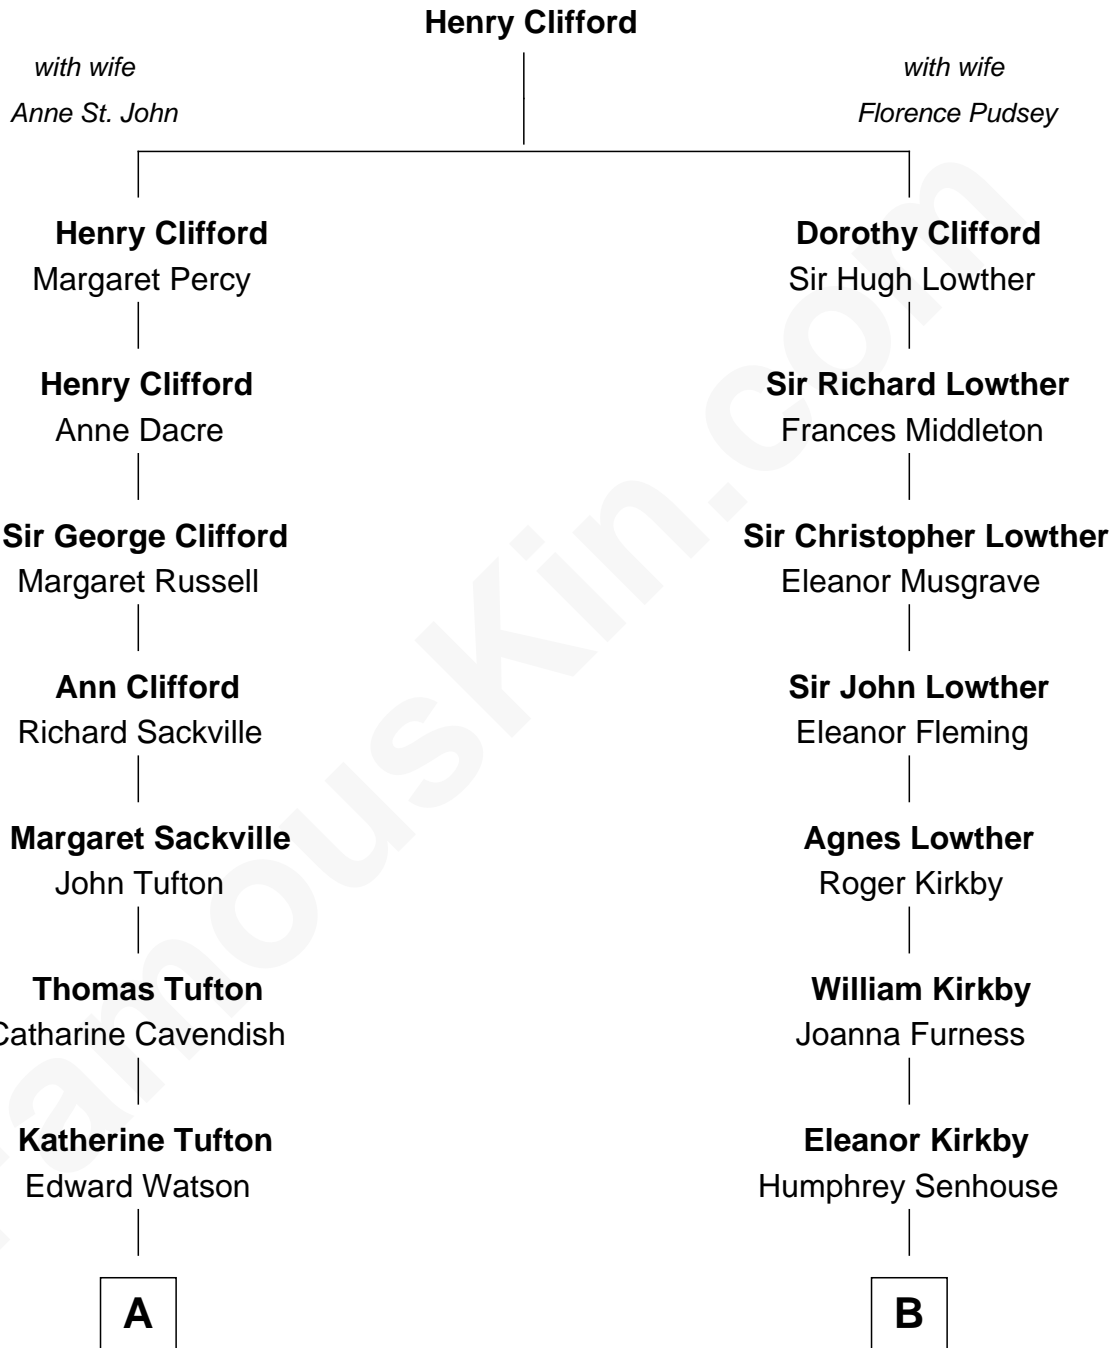 Henry Clifford
with wife
Anne St. John
with wife
Florence Pudsey
Henry Clifford
Margaret Percy
Dorothy Clifford
Sir Hugh Lowther
Henry Clifford
Anne Dacre
Sir Richard Lowther
Frances Middleton
Sir George Clifford
Margaret Russell
Sir Christopher Lowther
Eleanor Musgrave
Ann Clifford
Richard Sackville
Sir John Lowther
Eleanor Fleming
Margaret Sackville
John Tufton
Agnes Lowther
Roger Kirkby
Thomas Tufton
Catharine Cavendish
William Kirkby
Joanna Furness
Katherine Tufton
Edward Watson
Eleanor Kirkby
Humphrey Senhouse
A
B
FamousKin.com